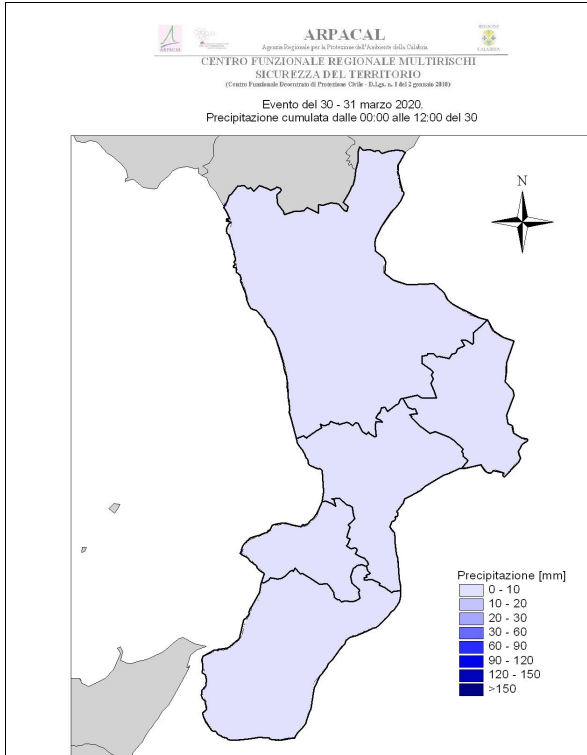 ARPACAL
Agenzia Regionale per la Protezione dell'Ambiente della Calabria
CENTRO FUNZIONALE REGIONALE MULTIRISCHI
SICUREZZA DEL TERRITORIO
(Centro Funzionale Decentrato di Protezione Civile - D.Lgs. n. 1 del 2 gennaio 2018)
ARPACAL
REGIONE
CALABRIA
Evento del 30 - 31 marzo 2020.
Precipitazione cumulata dalle 00:00 alle 12:00 del 30
N
Precipitazione [mm]
0 - 10
10 - 20
20 - 30
30 - 60
60 - 90
90 - 120
120 - 150
>150